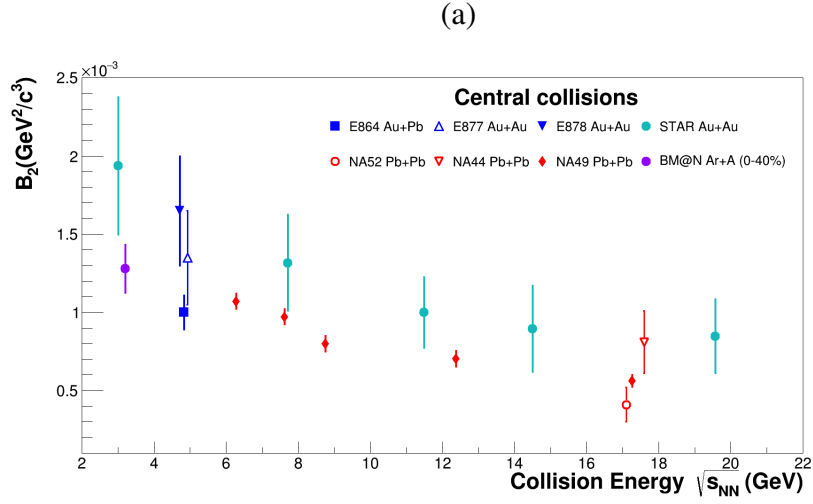 (a)
×10⁻³
B₂(GeV²/c³)
2.5
2
1.5
1
0.5
Central collisions
E864 Au+Pb E877 Au+Au E878 Au+Au STAR Au+Au
NA52 Pb+Pb NA44 Pb+Pb NA49 Pb+Pb BM@N Ar+A (0-40%)
2 4 6 8 10 12 14 16 18 20 22
Collision Energy √sNN (GeV)